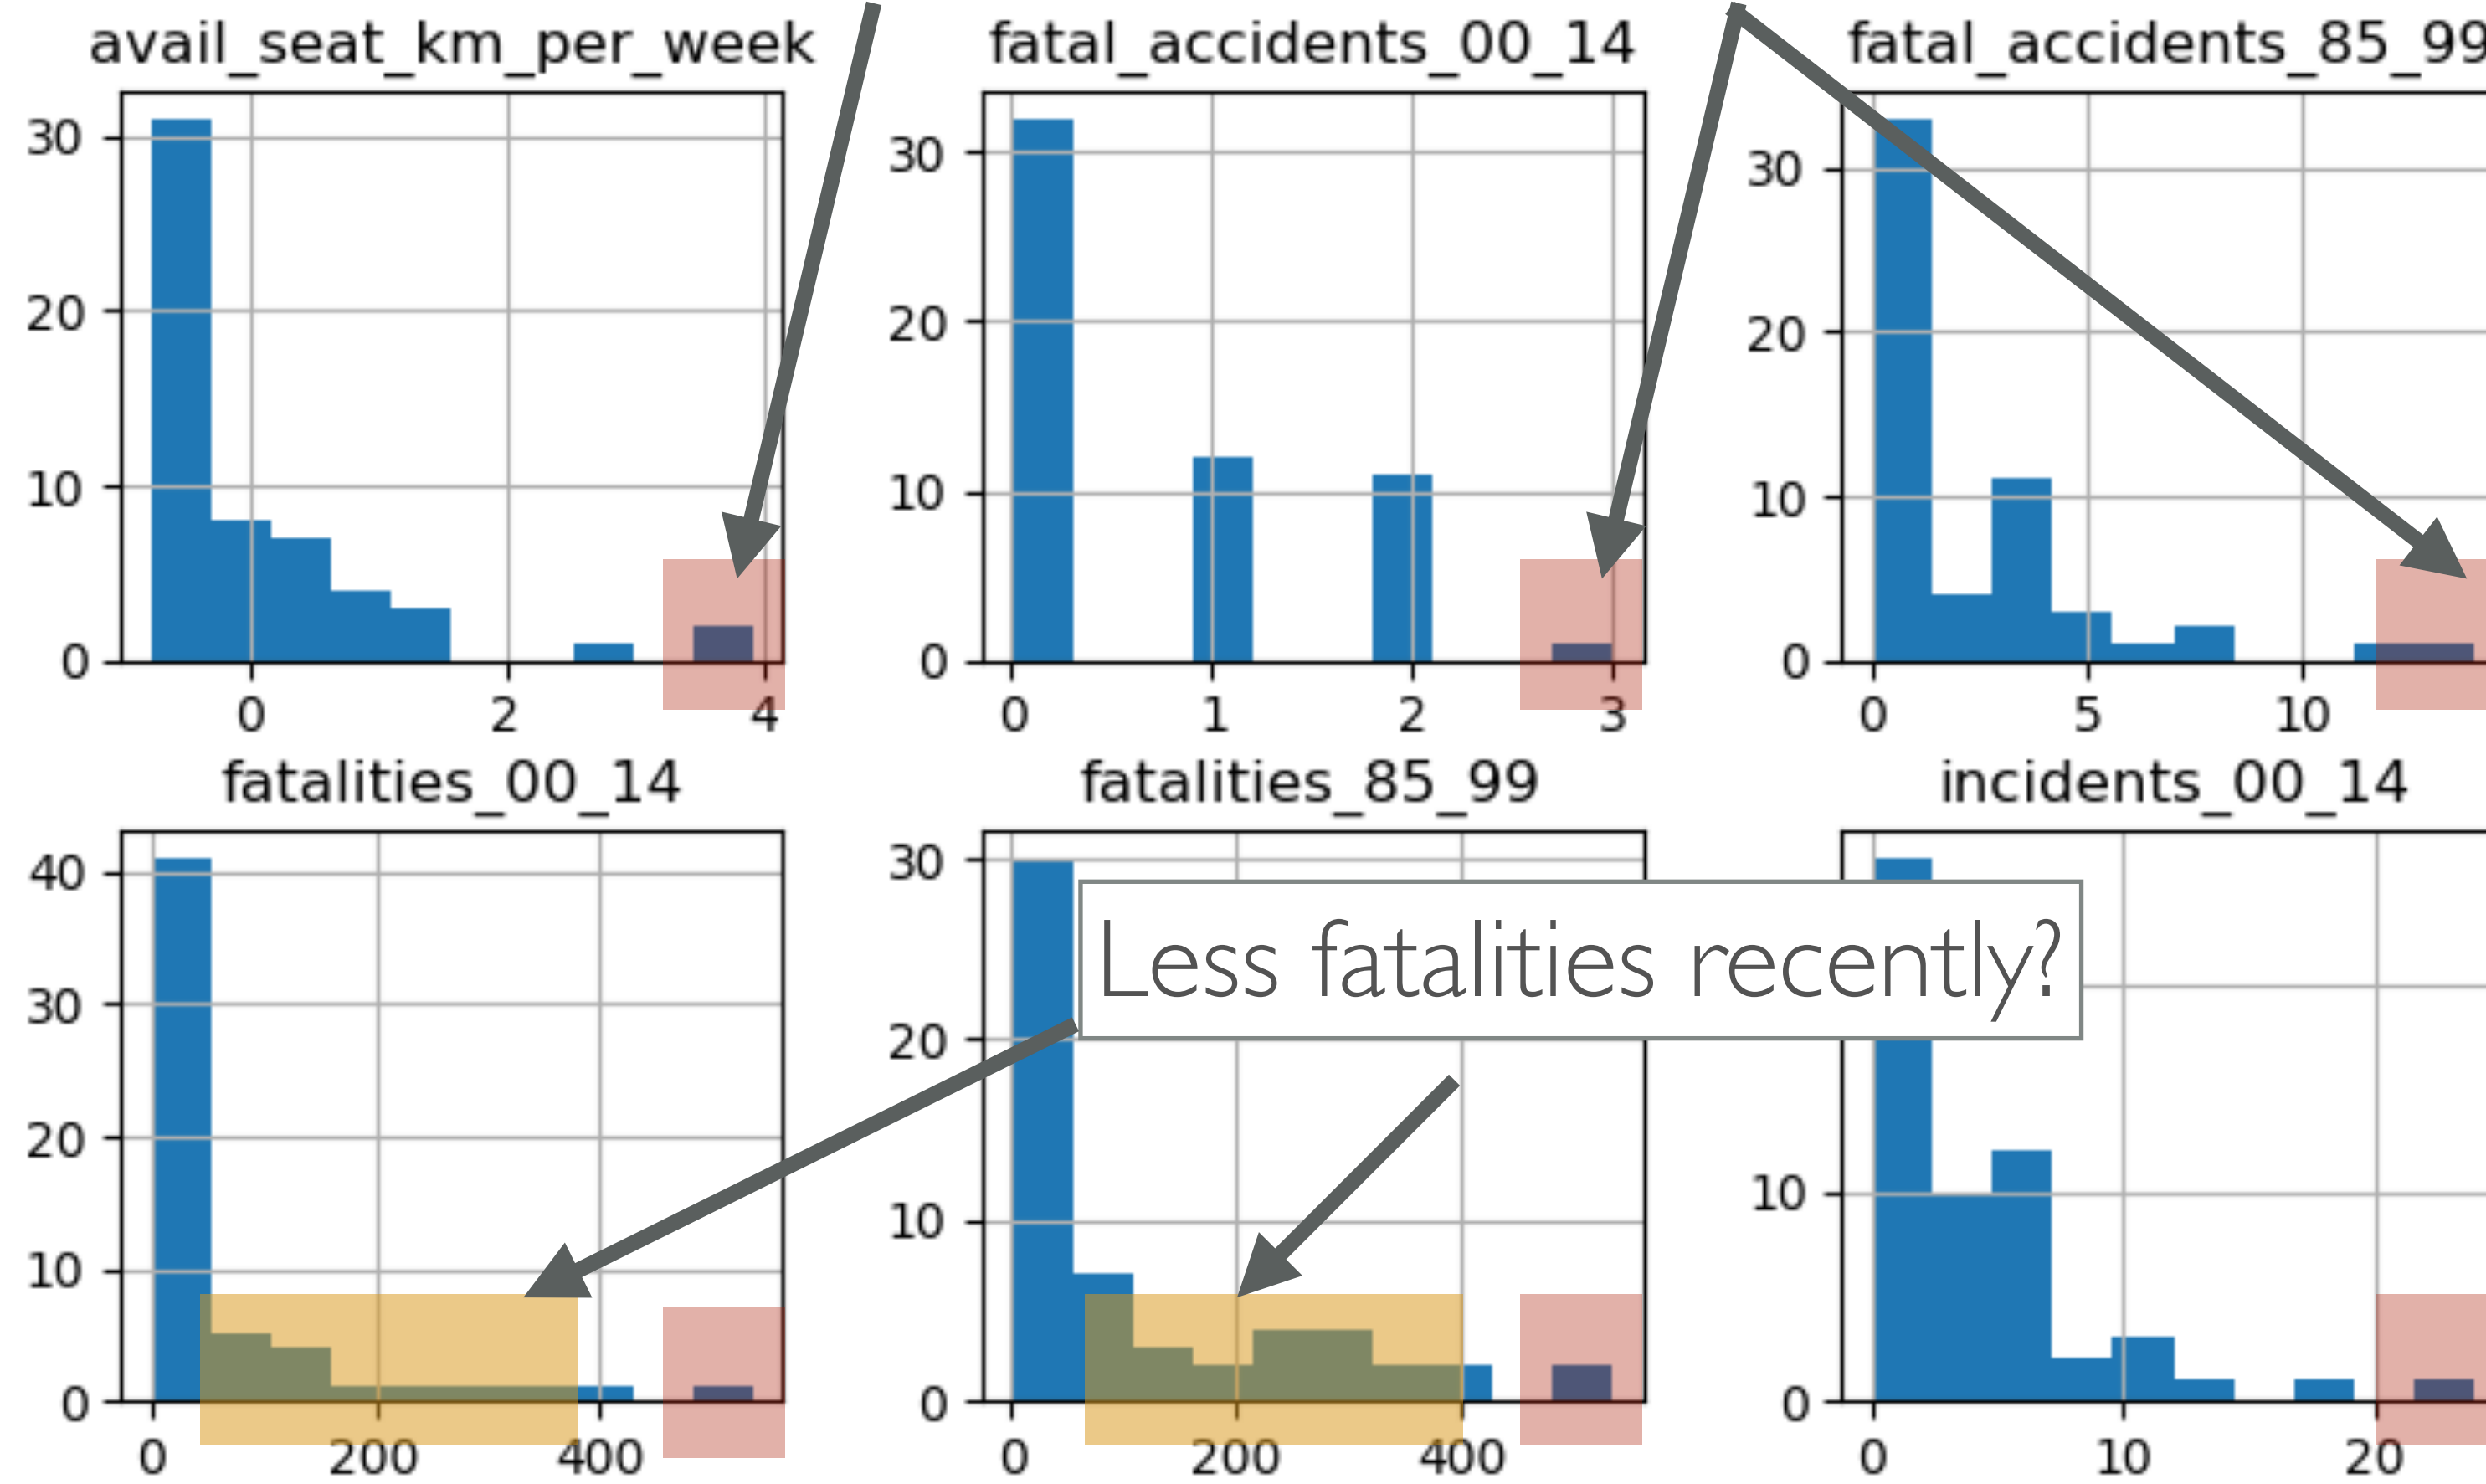 avail_seat_km_per_week fatal_accidents_00_14 fatal_accidents_85_99
30
20
10
0
0 2 4
30
20
10
0
0 1 2 3
30
20
10
0
0 5 10
fatalities_00_14 fatalities_85_99 incidents_00_14
40
30
20
10
0
0 200 400
30
20
10
0
0 200 400
Less fatalities recently?
10
0
0 10 20